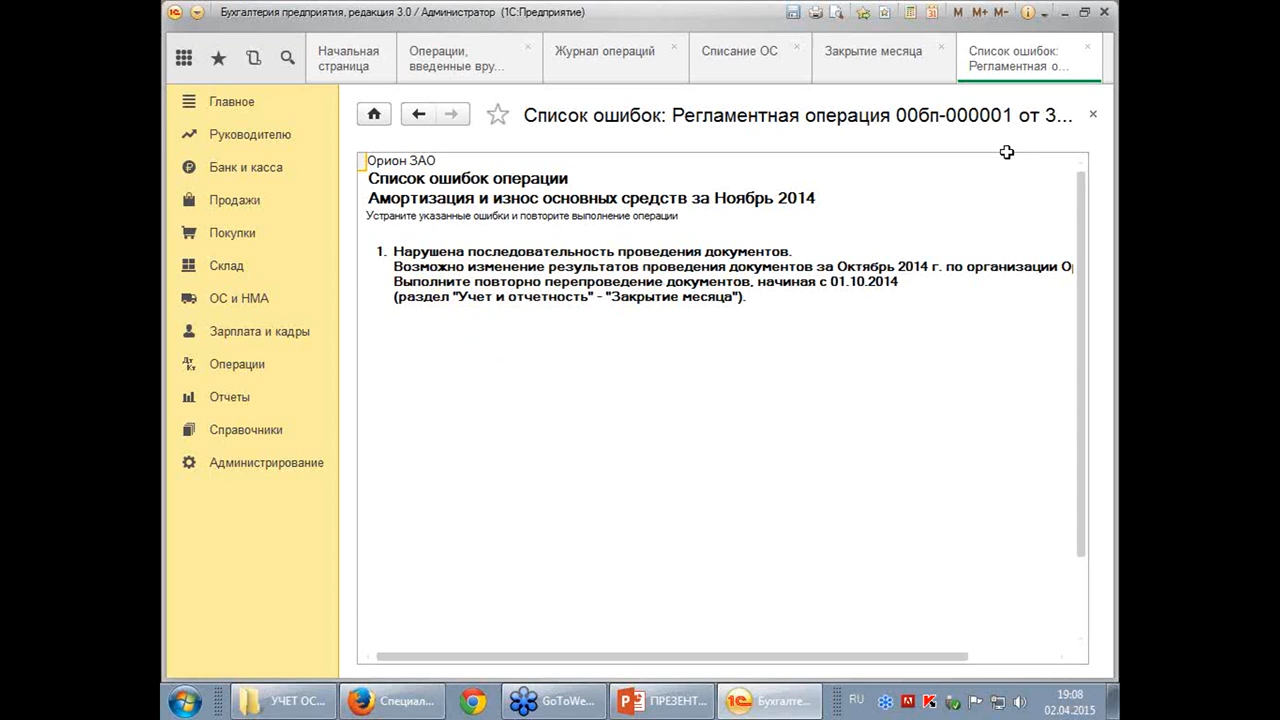 Бухгалтерия предприятия, редакция 3.0 / Администратор (1С:Предприятие)
M M+ M-
Начальная страница
Операции, введенные вру...
Журнал операций
Списание ОС
Закрытие месяца
Список ошибок: Регламентная о...
Главное
Руководителю
Банк и касса
Продажи
Покупки
Склад
ОС и НМА
Зарплата и кадры
Дт Кт Операции
Отчеты
Справочники
Администрирование
Список ошибок: Регламентная операция 00бп-000001 от 3...
Орион ЗАО
Список ошибок операции
Амортизация и износ основных средств за Ноябрь 2014
Устраните указанные ошибки и повторите выполнение операции
1. Нарушена последовательность проведения документов.
Возможно изменение результатов проведения документов за Октябрь 2014 г. по организации Ор
Выполните повторно перепроведение документов, начиная с 01.10.2014
(раздел "Учет и отчетность" - "Закрытие месяца").
УЧЕТ ОС...
Специал...
GoToWe...
ПРЕЗЕНТ...
Бухгалте...
RU
19:08
02.04.2015